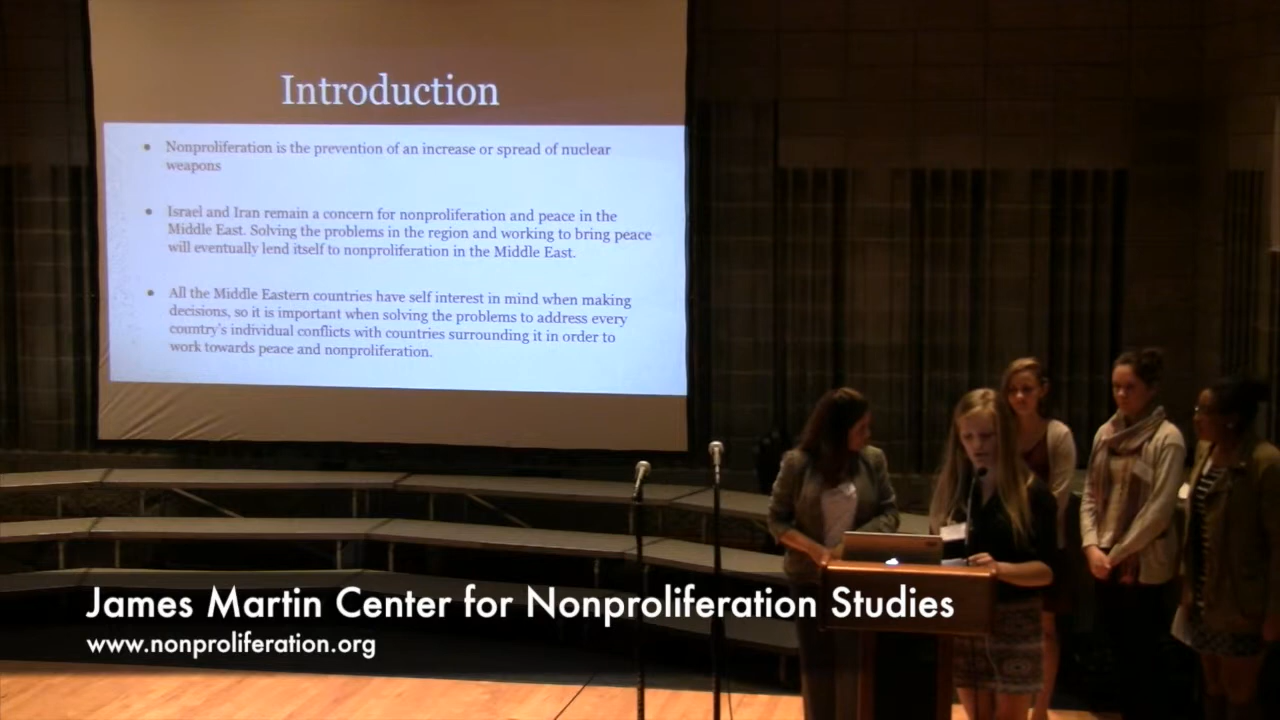 Introduction
Nonproliferation is the prevention of an increase or spread of nuclear
weapons
Israel and Iran remain a concern for nonproliferation and peace in the
Middle East. Solving the problems in the region and working to bring peace
will eventually lend itself to nonproliferation in the Middle East.
All the Middle Eastern countries have self interest in mind when making
decisions, so it is important when solving the problems to address every
country's individual conflicts with countries surrounding it in order to
work towards peace and nonproliferation.
James Martin Center for Nonproliferation Studies
www.nonproliferation.org